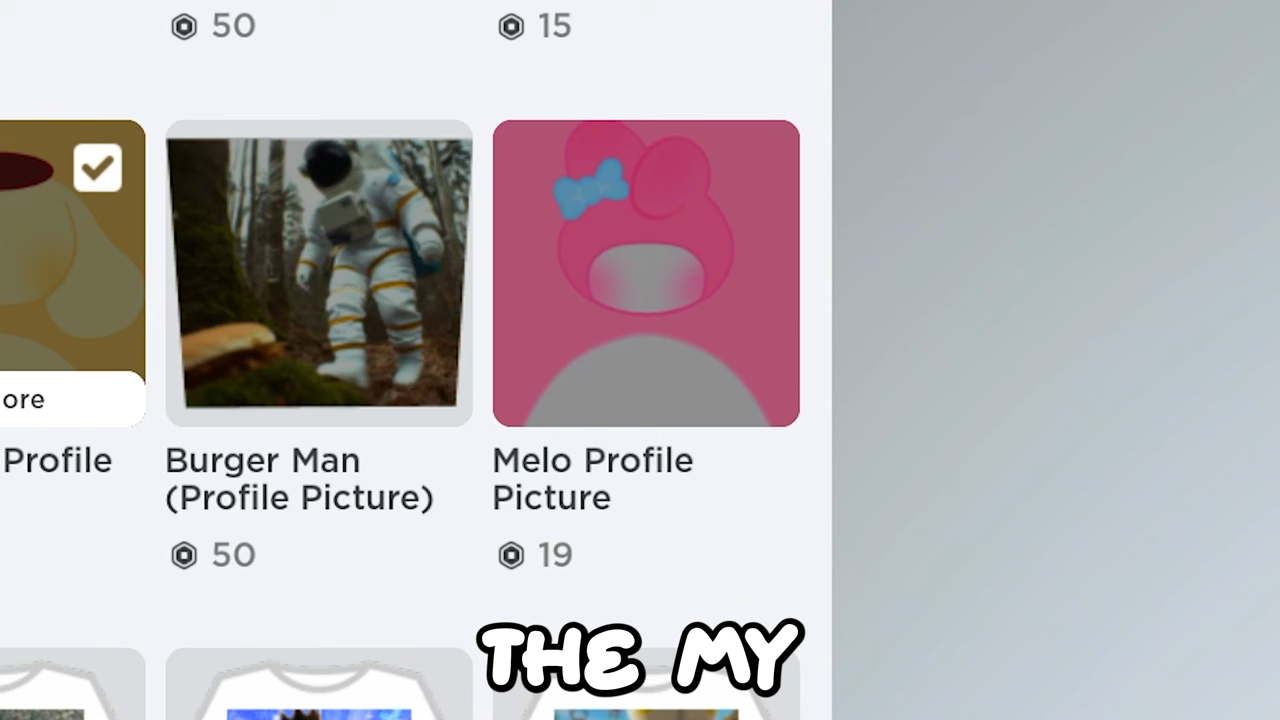 50
15
ore
Profile
Burger Man
(Profile Picture)
Melo Profile
Picture
50
19
THE MY